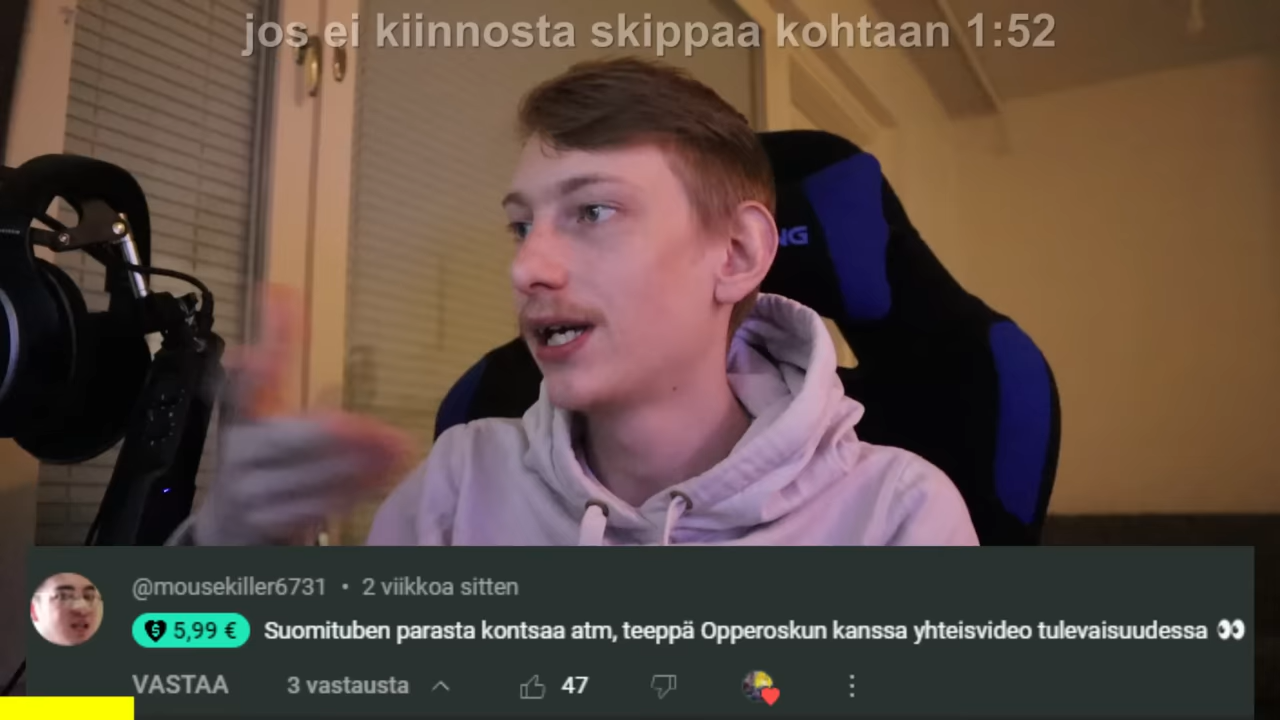 jos ei kiinnosta skippaa kohtaan 1:52
NG
@mousekiller6731 • 2 viikkoa sitten
5,99 € Suomituben parasta kontsaa atm, teeppä Opperoskun kanssa yhteisvideo tulevaisuudessa 👀
VASTAA 3 vastausta 47